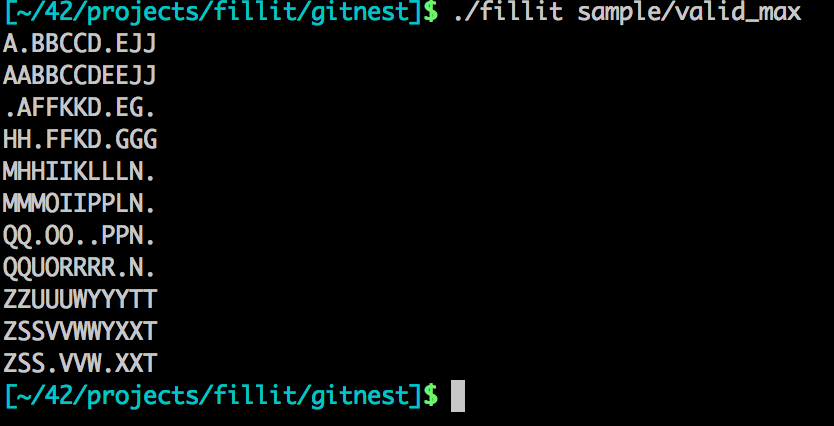 [~/42/projects/fillit/gitnest]$ ./fillit sample/valid_max
A.BBCCD.EJJ
AABBCCDEEJJ
.AFFKKD.EG.
HH.FFKD.GGG
MHHIIKLLLN.
MMMOIIPPLN.
QQ.OO..PPN.
QQUORRRR.N.
ZZUUUWYYYTT
ZSSVVWWYXXT
ZSS.VVW.XXT
[~/42/projects/fillit/gitnest]$